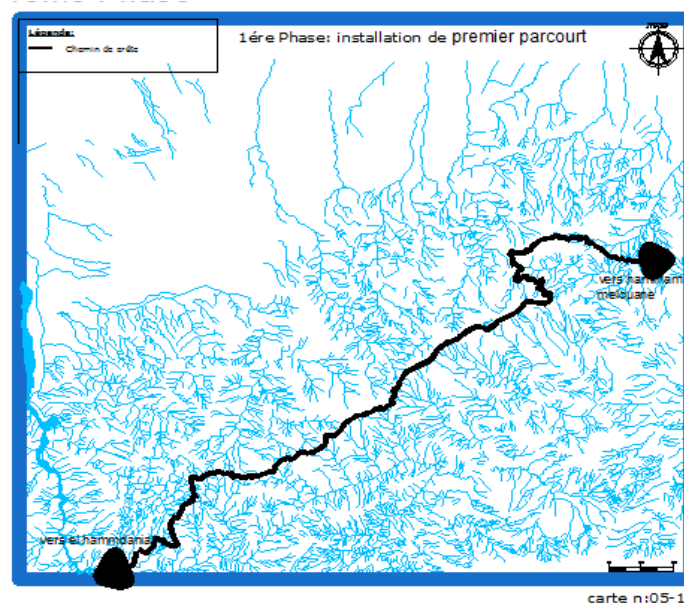 Légende:
Chemin de crête
1ére Phase: installation de premier parcourt
vers hammam
melouane
vers el hammdania
carte n:05-1